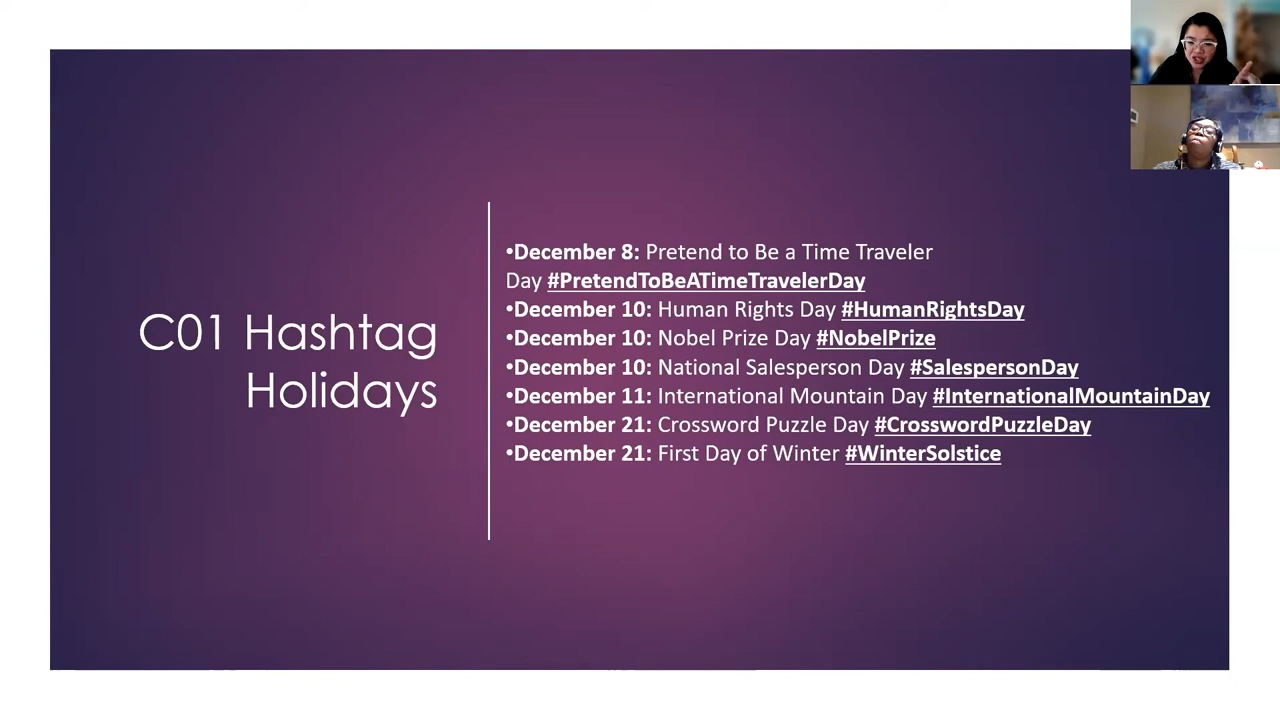 C01 Hashtag
Holidays
•December 8: Pretend to Be a Time Traveler
Day #PretendToBeATimeTravelerDay
•December 10: Human Rights Day #HumanRightsDay
•December 10: Nobel Prize Day #NobelPrize
•December 10: National Salesperson Day #SalespersonDay
•December 11: International Mountain Day #InternationalMountainDay
•December 21: Crossword Puzzle Day #CrosswordPuzzleDay
•December 21: First Day of Winter #WinterSolstice